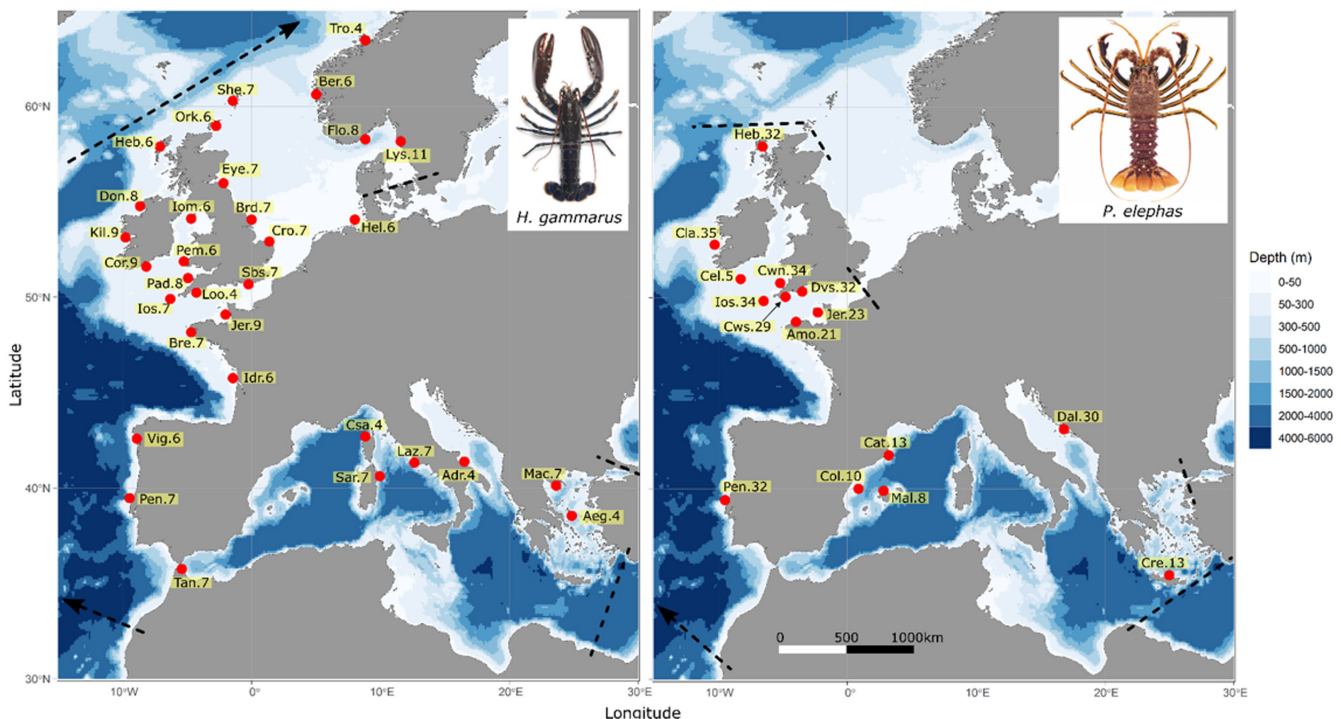 Tro.4
Ber.6
She.7
Ork.6
Flo.8
Heb.6
Lys.11
Eye.7
Don.8
Iom.6
Brd.7
Kil.9
Cro.7
Hel.6
Pem.6
Cor.9
Sbs.7
Pad.8
Loo.4
Ios.7
Jer.9
Bre.7
Idr.6
Vig.6
Csa.4
Laz.7
Sar.7
Adr.4
Mac.7
Pen.7
Aeg.4
Tan.7
H. gammarus
60°N
50°N
40°N
30°N
10°W
0°E
10°E
20°E
30°E
Latitude
Heb.32
Cla.35
Cel.5
Cwn.34
Dvs.32
Ios.34
Jer.23
Cws.29
Amo.21
Dal.30
Cat.13
Col.10
Mal.8
Pen.32
Cre.13
P. elephas
0 500 1000km
10°W
0°E
10°E
20°E
30°E
Longitude
Depth (m)
0-50
50-300
300-500
500-1000
1000-1500
1500-2000
2000-4000
4000-6000